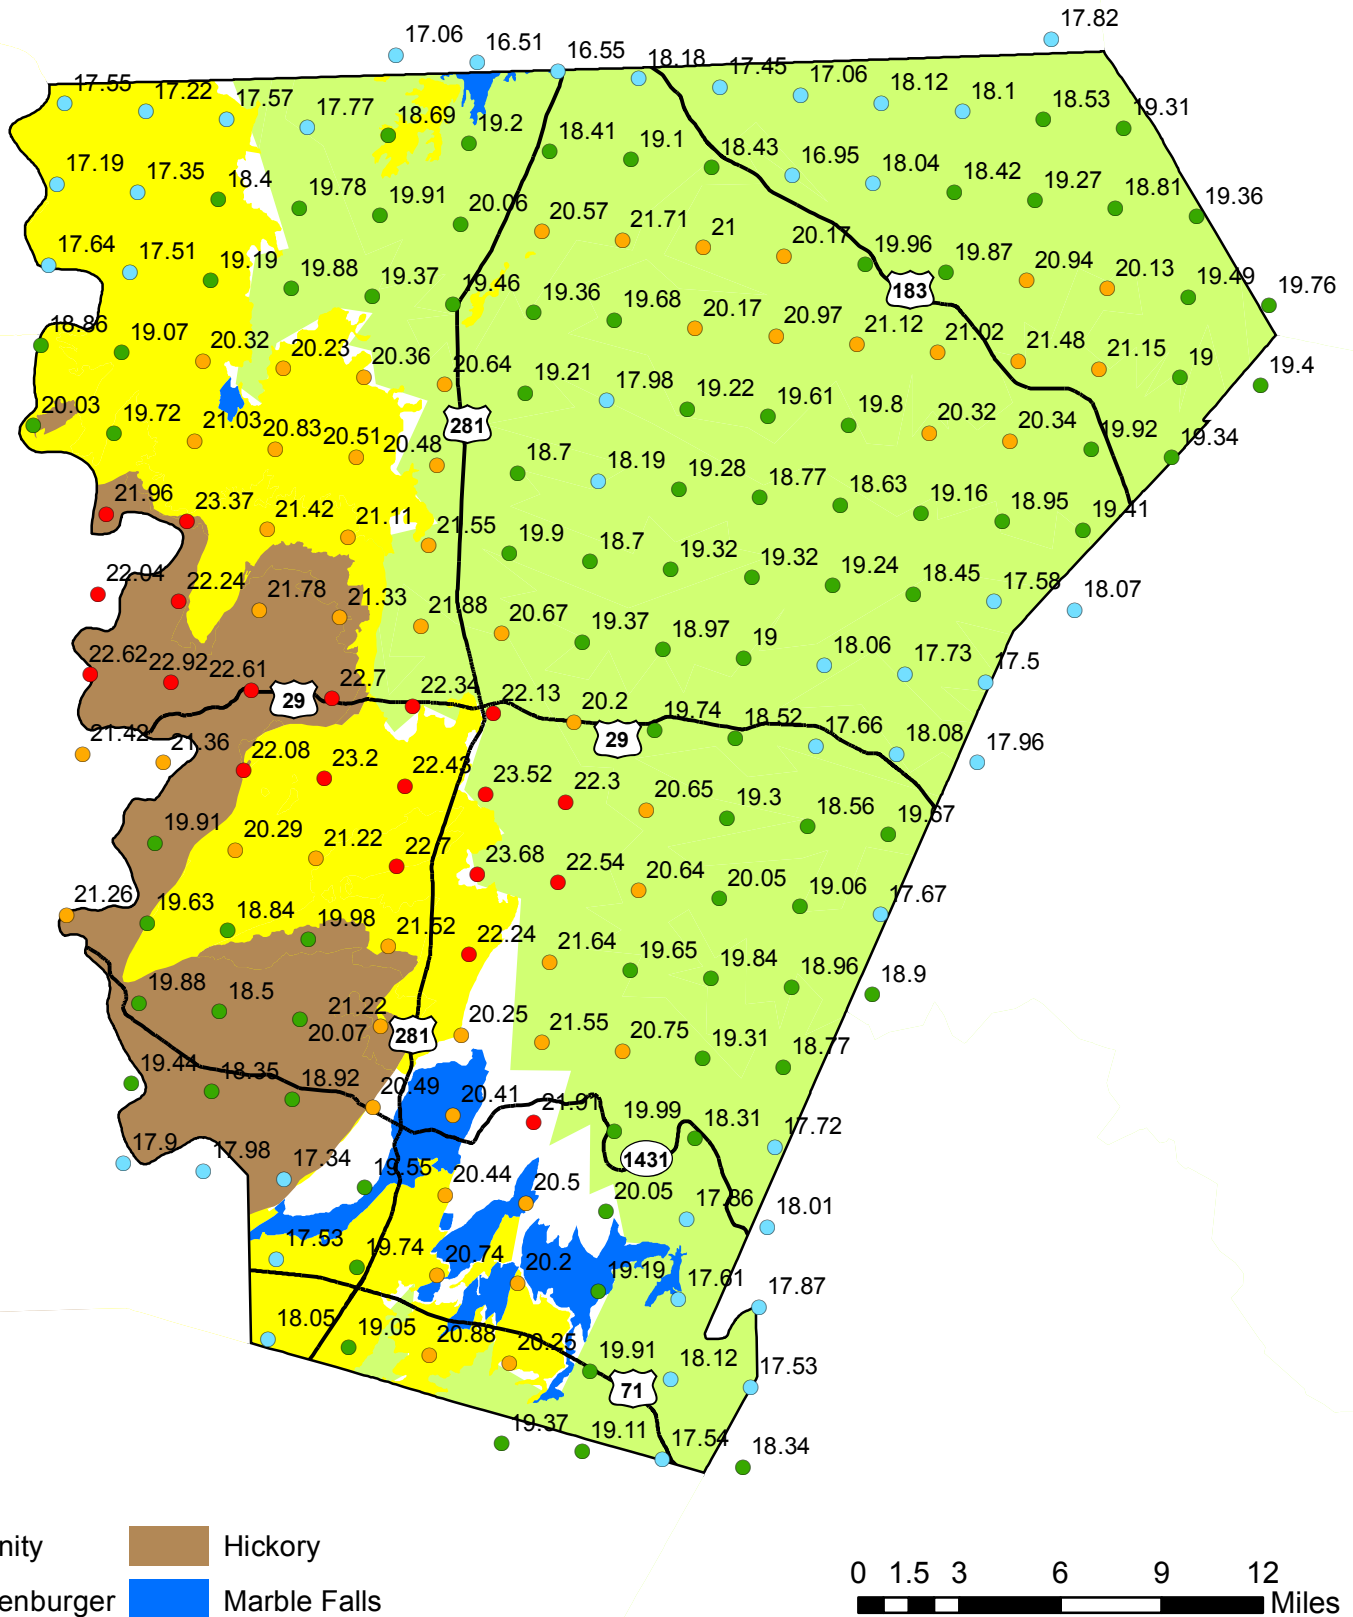 17.82
17.06 16.51 16.55 18.18 17.45 17.06 18.12 18.1 18.53 19.31
17.55 17.22 17.57 17.77 18.69 19.2 18.41 19.1 18.43 16.95 18.04 18.42 19.27 18.81 19.36
17.19 17.35 18.4 19.78 19.91 20.06 20.57 21.71 21 20.17 19.96 19.87 20.94 20.13 19.49 19.76
183
17.64 17.51 19.19 19.88 19.37 19.46 19.36 19.68 20.17 20.97 21.12 21.02 21.48 21.15 19 19.4
18.86 19.07 20.32 20.23 20.36 20.64 19.21 17.98 19.22 19.61 19.8 20.32 20.34 19.92 19.34
281
20.03 19.72 21.03 20.83 20.51 20.48 18.7 18.19 19.28 18.77 18.63 19.16 18.95 19.41
21.96 23.37 21.42 21.11 21.55 19.9 18.7 19.32 19.32 19.24 18.45 17.58 18.07
22.04 22.24 21.78 21.33 21.88 20.67 19.37 18.97 19 18.06 17.73 17.5
22.62 22.92 22.61 22.7 22.34 22.13 20.2 19.74 18.52 17.66 18.08 17.96
29
29
21.42 21.36 22.08 23.2 22.43 23.52 22.3 20.65 19.3 18.56 19.67
19.91 20.29 21.22 22.7 23.68 22.54 20.64 20.05 19.06 17.67
21.26 19.63 18.84 19.98 21.52 22.24 21.64 19.65 19.84 18.96 18.9
19.88 18.5 20.07 21.22 20.25 21.55 20.75 19.31 18.77
281
19.44 18.35 18.92 20.49 20.41 21.91 19.99 18.31 17.72
1431
17.9 17.98 17.34 19.55 20.44 20.5 20.05 17.86 18.01
17.53 19.74 20.74 20.2 19.19 17.61 17.87
18.05 19.05 20.88 20.25 19.91 18.12 17.53
71
19.37 19.11 17.54 18.34
nity Hickory
enburger Marble Falls
0 1.5 3 6 9 12
Miles